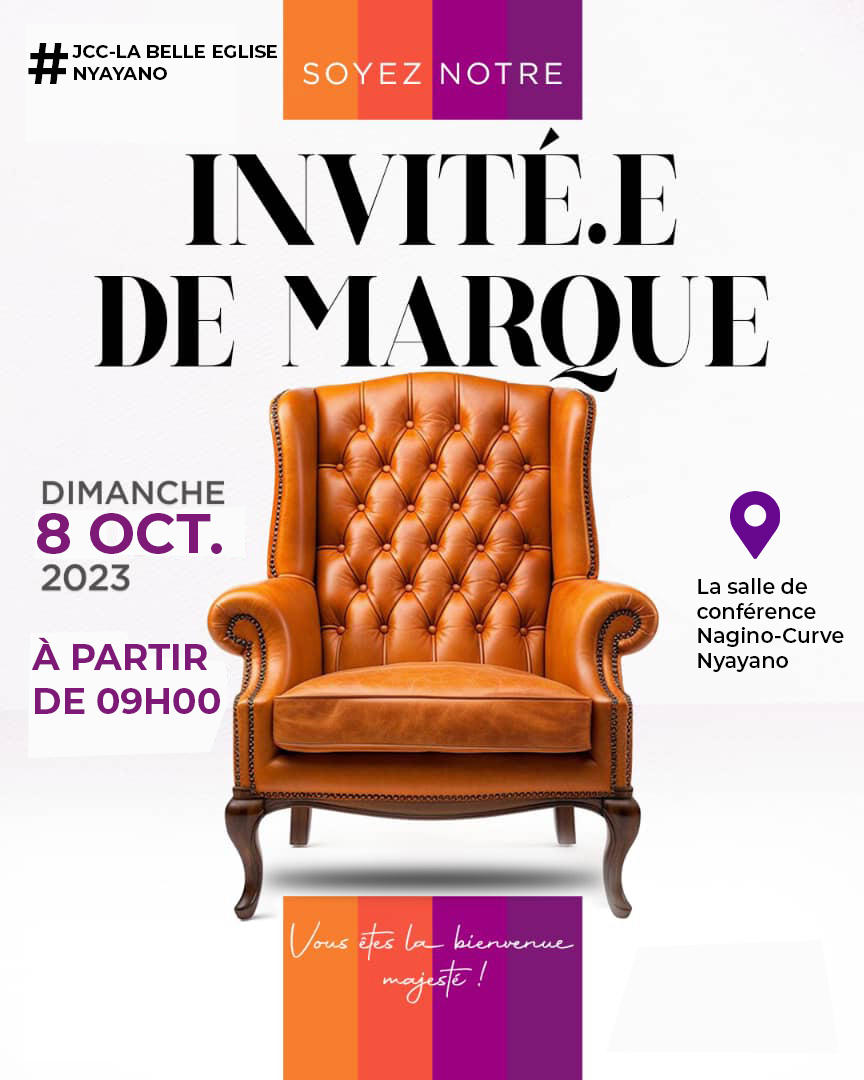 # JCC-LA BELLE EGLISE
NYAYANO
SOYEZ NOTRE
INVITÉ.E
DE MARQUE
DIMANCHE
8 OCT.
2023
À PARTIR
DE 09H00
La salle de
conférence
Nagino-Curve
Nyayano
Vous êtes la bienvenue
majesté !